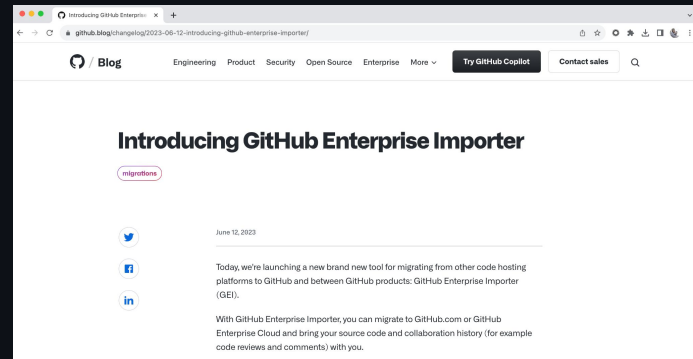 Introducing GitHub Enterprise
github.blog/changelog/2023-06-12-introducing-github-enterprise-importer/
/ Blog
Engineering Product Security Open Source Enterprise More Try GitHub Copilot Contact sales
Introducing GitHub Enterprise Importer
migrations
June 12, 2023
Today, we're launching a new brand new tool for migrating from other code hosting
platforms to GitHub and between GitHub products: GitHub Enterprise Importer
(GEI).
With GitHub Enterprise Importer, you can migrate to GitHub.com or GitHub
Enterprise Cloud and bring your source code and collaboration history (for example
code reviews and comments) with you.